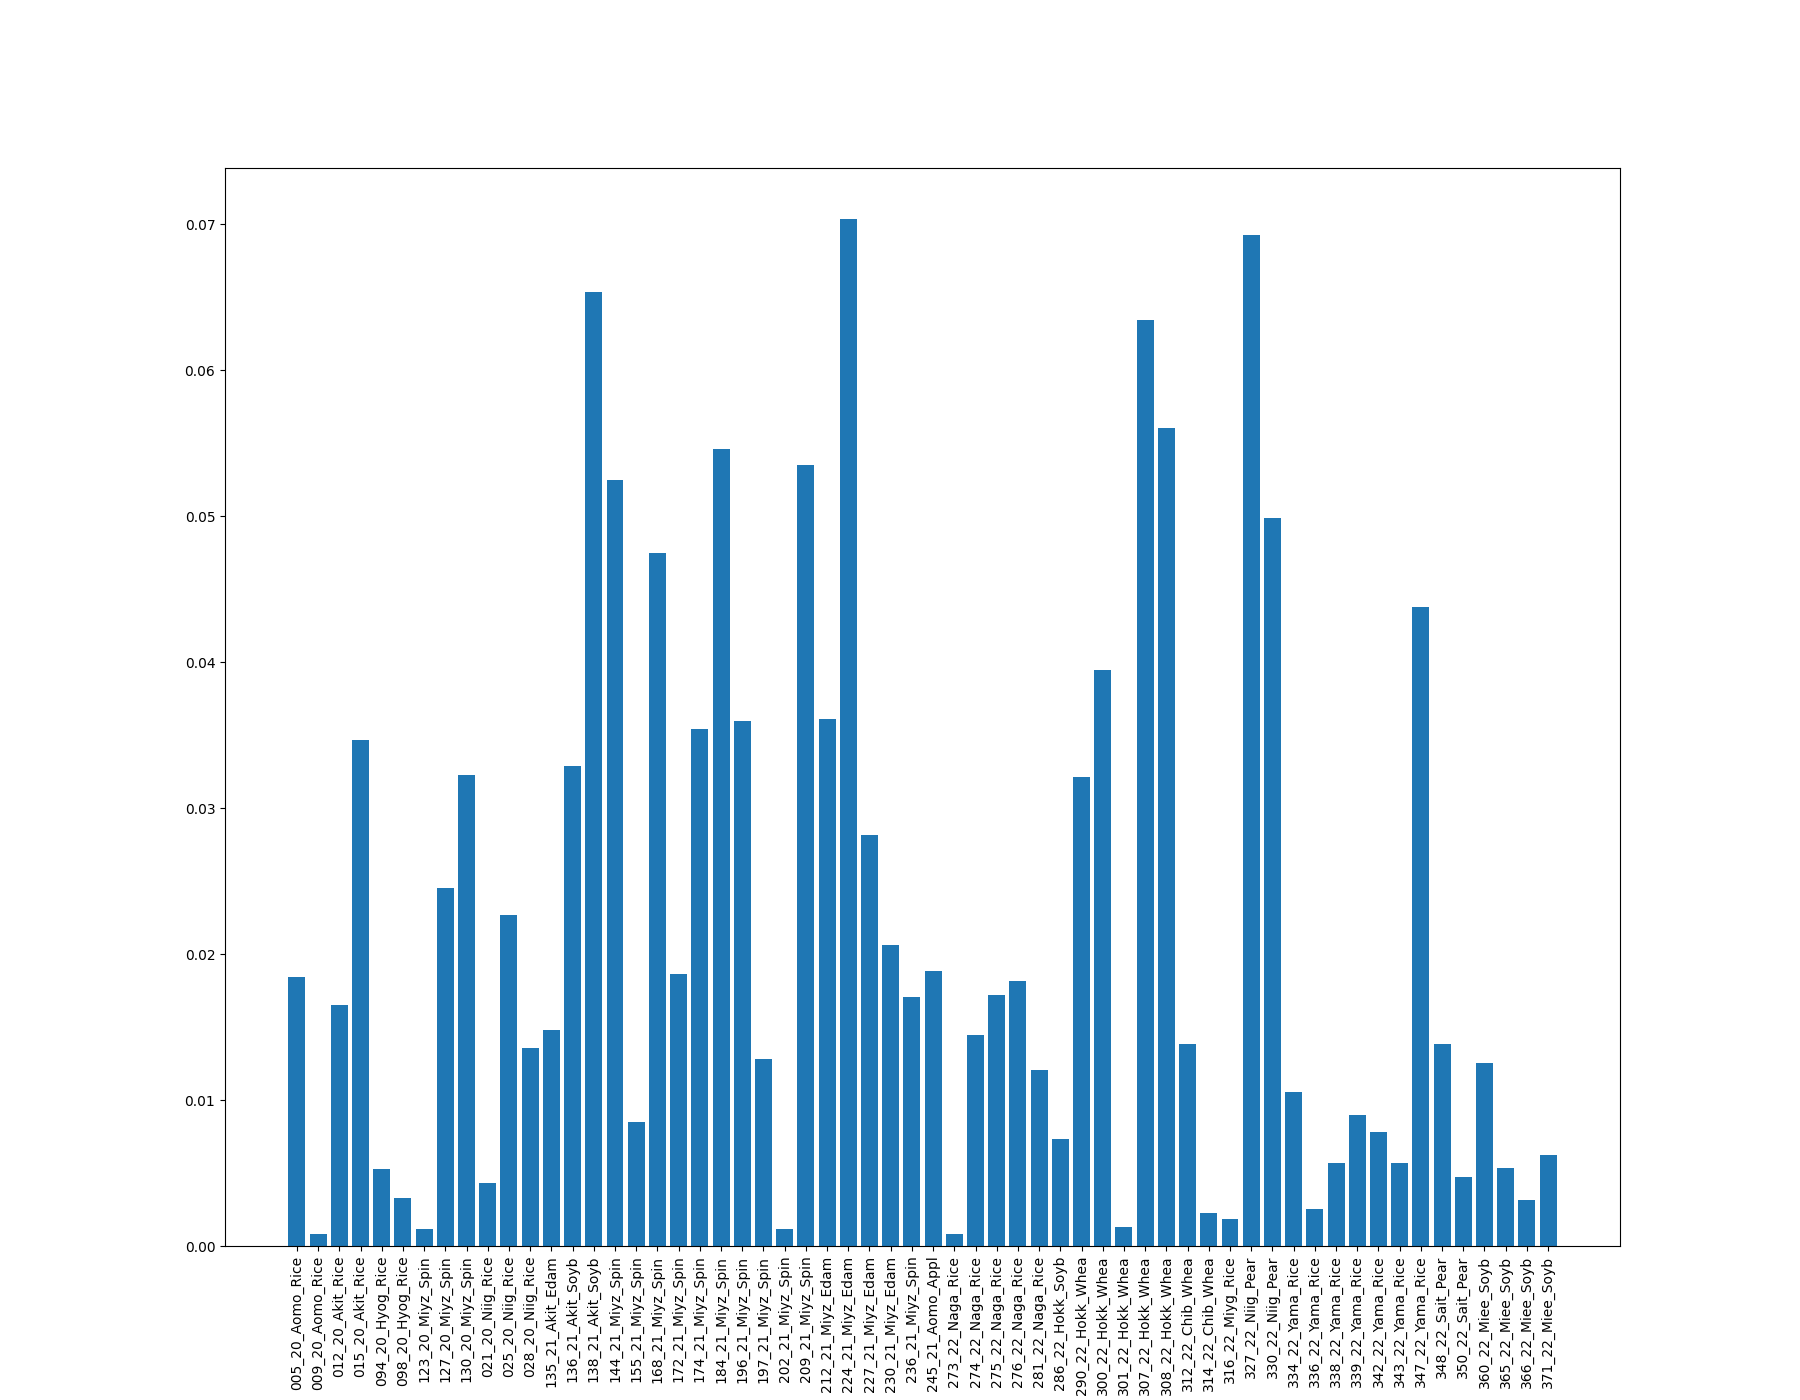 0.07
0.06
0.05
0.04
0.03
0.02
0.01
0.00
005_20_Aomo_Rice
009_20_Aomo_Rice
012_20_Akit_Rice
015_20_Akit_Rice
094_20_Hyog_Rice
098_20_Hyog_Rice
123_20_Miyz_Spin
127_20_Miyz_Spin
130_20_Miyz_Spin
021_20_Niig_Rice
025_20_Niig_Rice
028_20_Niig_Rice
135_21_Akit_Edam
136_21_Akit_Soyb
138_21_Akit_Soyb
144_21_Miyz_Spin
155_21_Miyz_Spin
168_21_Miyz_Spin
172_21_Miyz_Spin
174_21_Miyz_Spin
184_21_Miyz_Spin
196_21_Miyz_Spin
197_21_Miyz_Spin
202_21_Miyz_Spin
209_21_Miyz_Spin
212_21_Miyz_Edam
224_21_Miyz_Edam
227_21_Miyz_Edam
230_21_Miyz_Edam
236_21_Miyz_Spin
245_21_Aomo_Appl
273_22_Naga_Rice
274_22_Naga_Rice
275_22_Naga_Rice
276_22_Naga_Rice
281_22_Naga_Rice
286_22_Hokk_Soyb
290_22_Hokk_Whea
300_22_Hokk_Whea
301_22_Hokk_Whea
307_22_Hokk_Whea
308_22_Hokk_Whea
312_22_Chib_Whea
314_22_Chib_Whea
316_22_Miyg_Rice
327_22_Niig_Pear
330_22_Niig_Pear
334_22_Yama_Rice
336_22_Yama_Rice
338_22_Yama_Rice
339_22_Yama_Rice
342_22_Yama_Rice
343_22_Yama_Rice
347_22_Yama_Rice
348_22_Sait_Pear
350_22_Sait_Pear
360_22_Miee_Soyb
365_22_Miee_Soyb
366_22_Miee_Soyb
371_22_Miee_Soyb